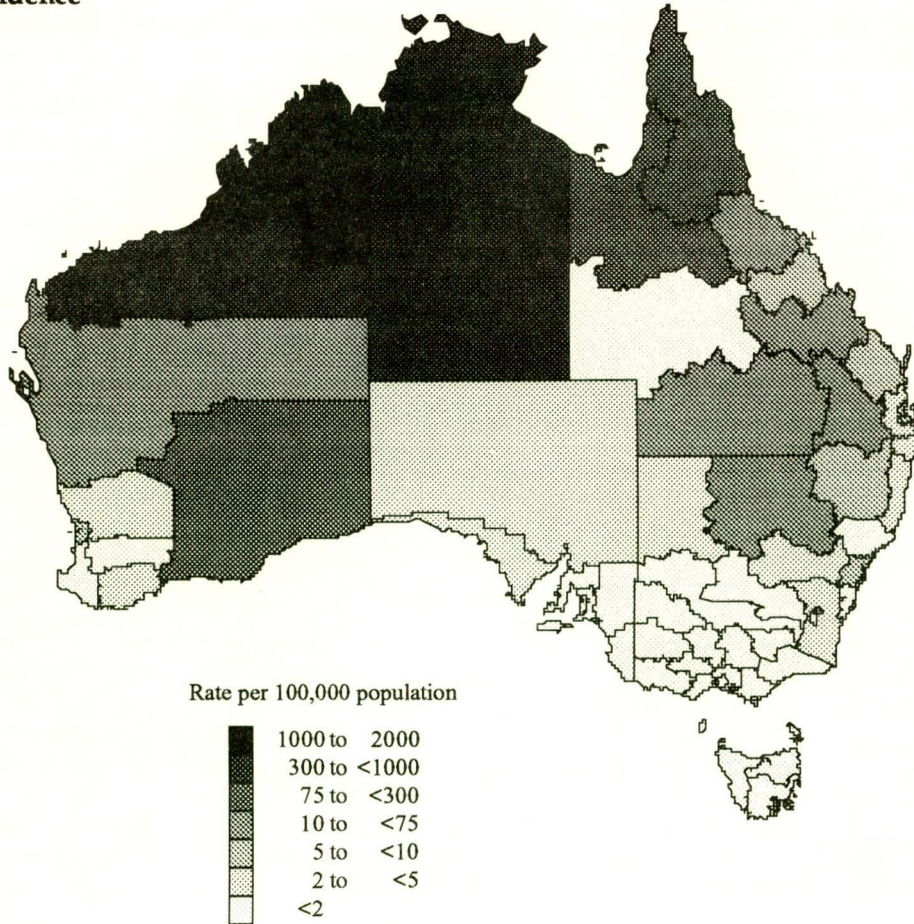 Rate per 100,000 population
1000 to 2000
300 to <1000
75 to <300
10 to <75
5 to <10
2 to <5
<2